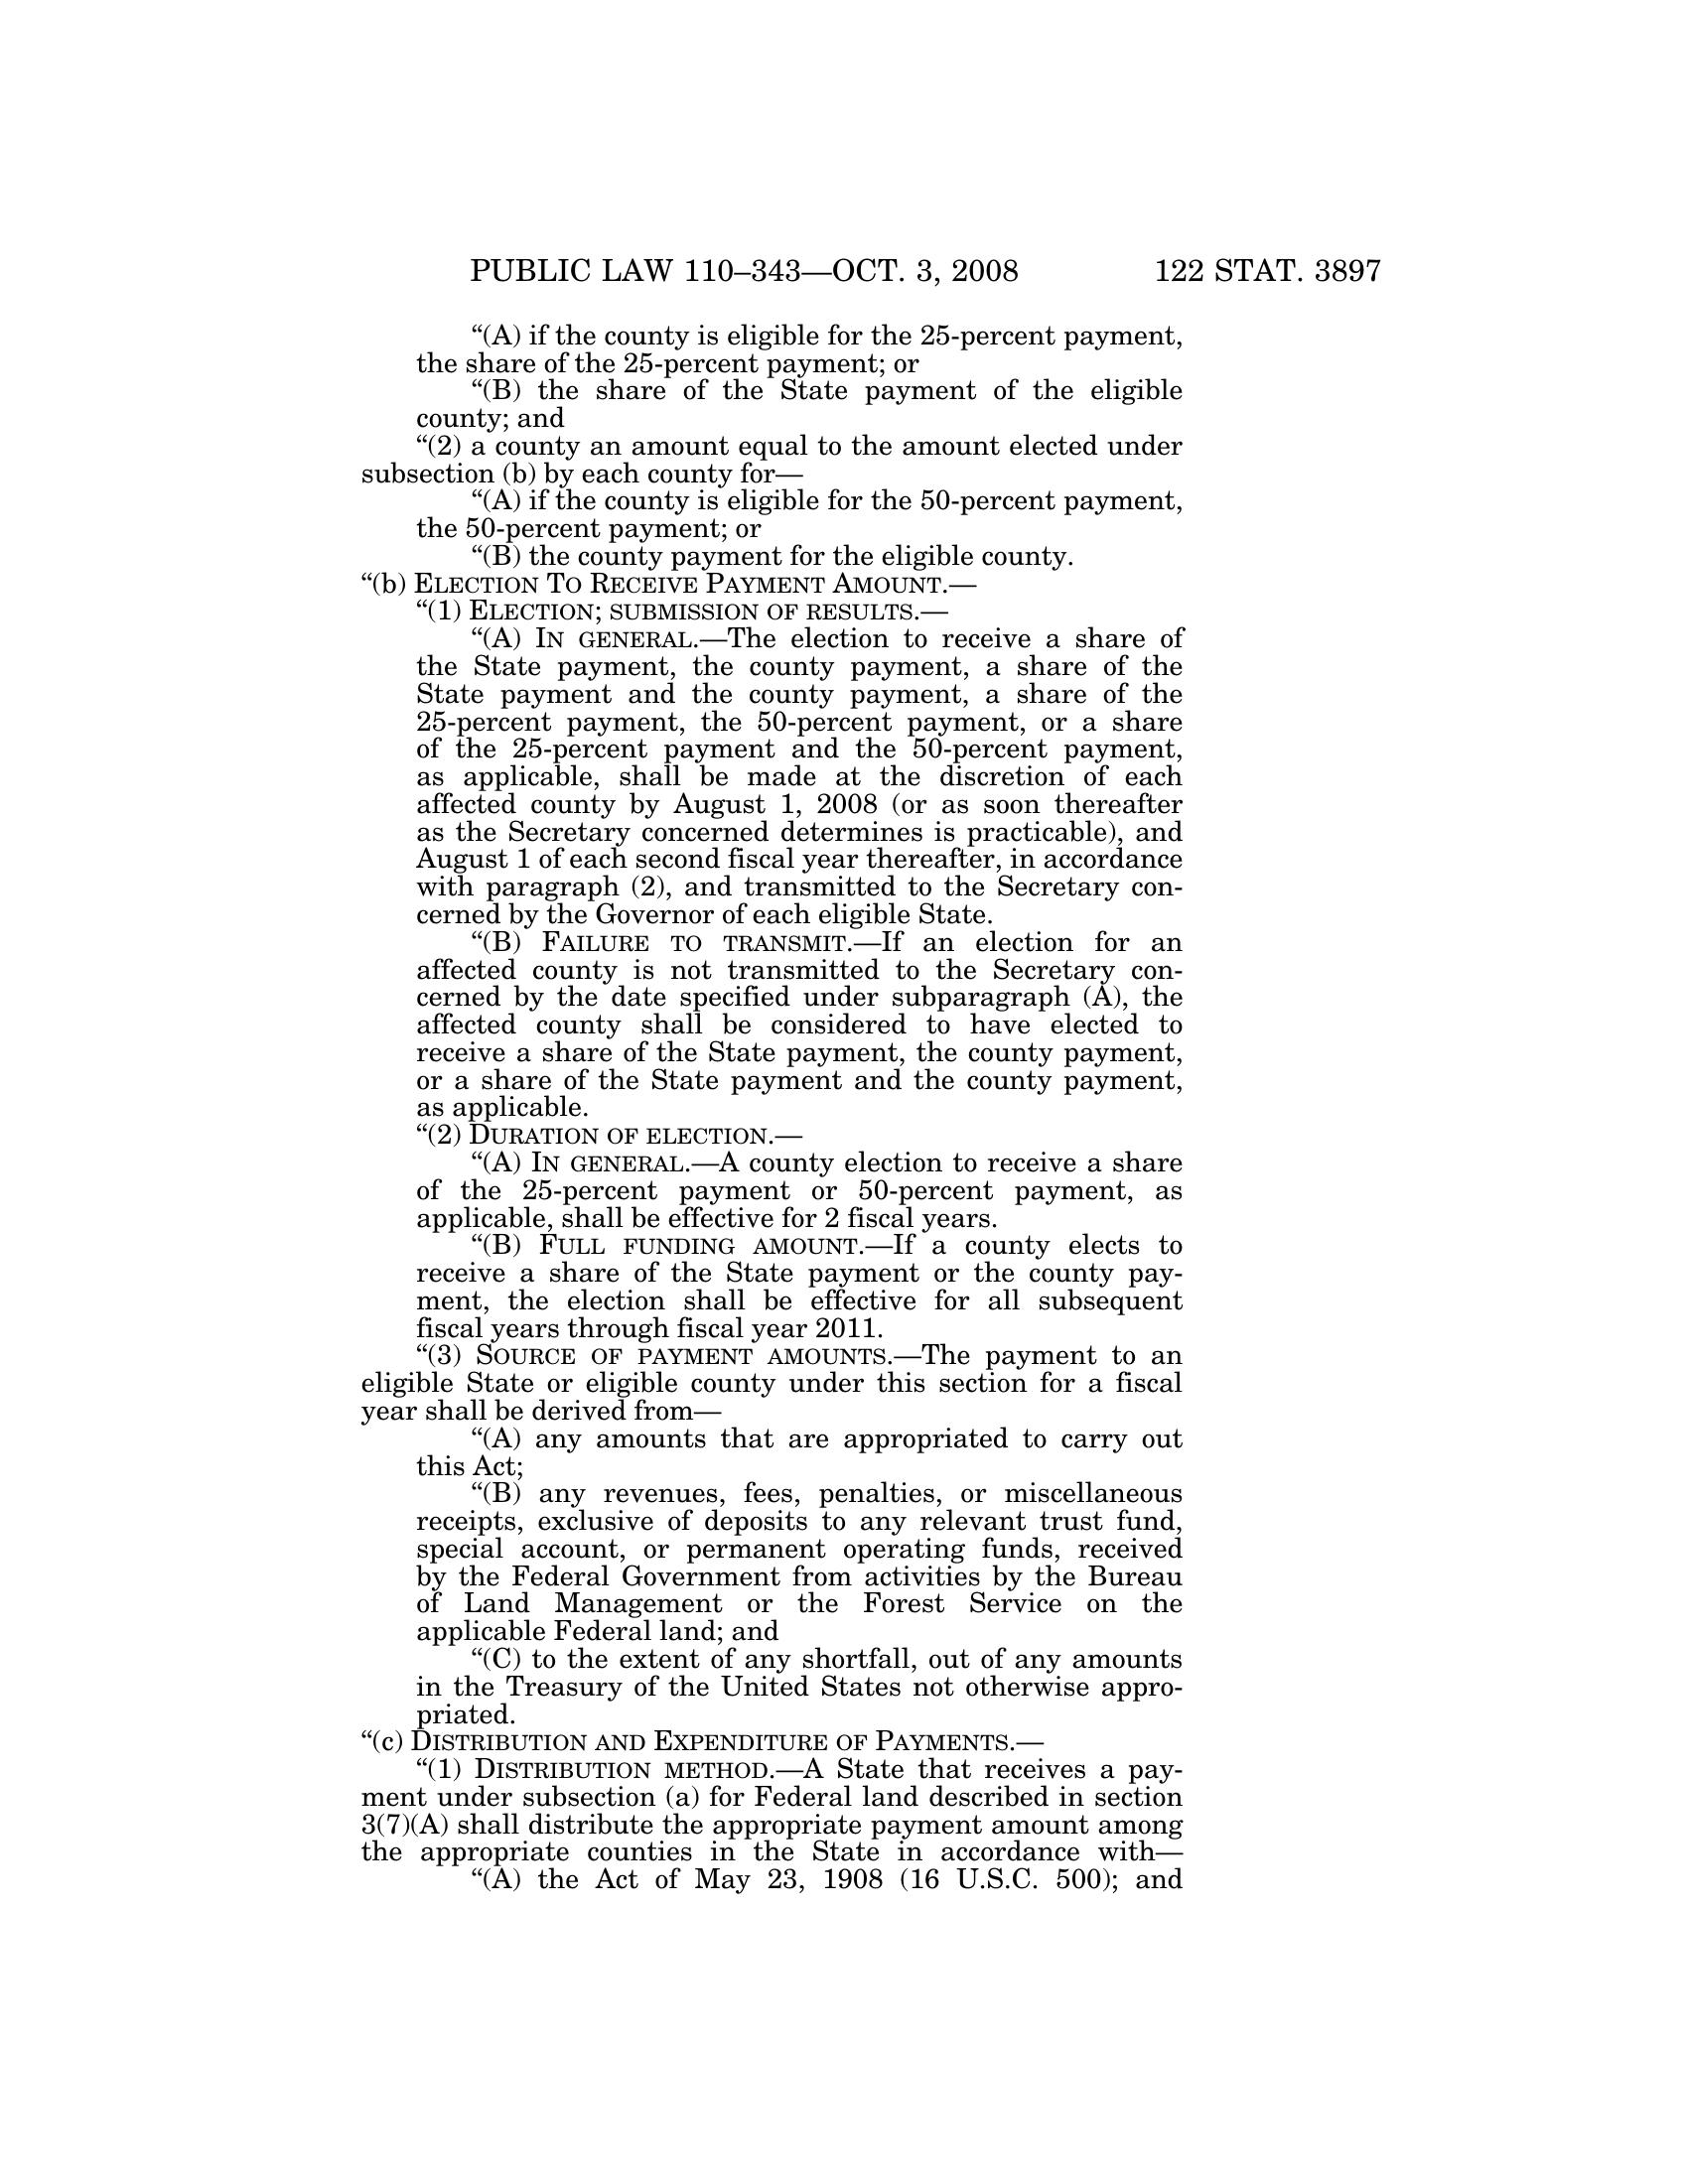 PUBLIC LAW 110–343—OCT. 3, 2008 122 STAT. 3897
“(A) if the county is eligible for the 25-percent payment,
the share of the 25-percent payment; or
“(B) the share of the State payment of the eligible
county; and
“(2) a county an amount equal to the amount elected under
subsection (b) by each county for—
“(A) if the county is eligible for the 50-percent payment,
the 50-percent payment; or
“(B) the county payment for the eligible county.
“(b) ELECTION TO RECEIVE PAYMENT AMOUNT.—
“(1) ELECTION; SUBMISSION OF RESULTS.—
“(A) IN GENERAL.—The election to receive a share of
the State payment, the county payment, a share of the
State payment and the county payment, a share of the
25-percent payment, the 50-percent payment, or a share
of the 25-percent payment and the 50-percent payment,
as applicable, shall be made at the discretion of each
affected county by August 1, 2008 (or as soon thereafter
as the Secretary concerned determines is practicable), and
August 1 of each second fiscal year thereafter, in accordance
with paragraph (2), and transmitted to the Secretary con-
cerned by the Governor of each eligible State.
“(B) FAILURE TO TRANSMIT.—If an election for an
affected county is not transmitted to the Secretary con-
cerned by the date specified under subparagraph (A), the
affected county shall be considered to have elected to
receive a share of the State payment, the county payment,
or a share of the State payment and the county payment,
as applicable.
“(2) DURATION OF ELECTION.—
“(A) IN GENERAL.—A county election to receive a share
of the 25-percent payment or 50-percent payment, as
applicable, shall be effective for 2 fiscal years.
“(B) FULL FUNDING AMOUNT.—If a county elects to
receive a share of the State payment or the county pay-
ment, the election shall be effective for all subsequent
fiscal years through fiscal year 2011.
“(3) SOURCE OF PAYMENT AMOUNTS.—The payment to an
eligible State or eligible county under this section for a fiscal
year shall be derived from—
“(A) any amounts that are appropriated to carry out
this Act;
“(B) any revenues, fees, penalties, or miscellaneous
receipts, exclusive of deposits to any relevant trust fund,
special account, or permanent operating funds, received
by the Federal Government from activities by the Bureau
of Land Management or the Forest Service on the
applicable Federal land; and
“(C) to the extent of any shortfall, out of any amounts
in the Treasury of the United States not otherwise appro-
priated.
“(c) DISTRIBUTION AND EXPENDITURE OF PAYMENTS.—
“(1) DISTRIBUTION METHOD.—A State that receives a pay-
ment under subsection (a) for Federal land described in section
3(7)(A) shall distribute the appropriate payment amount among
the appropriate counties in the State in accordance with—
“(A) the Act of May 23, 1908 (16 U.S.C. 500); and